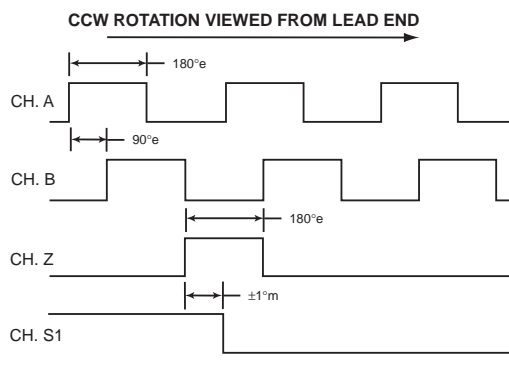 CCW ROTATION VIEWED FROM LEAD END
180°e
CH. A
90°e
CH. B
180°e
CH. Z
±1°m
CH. S1